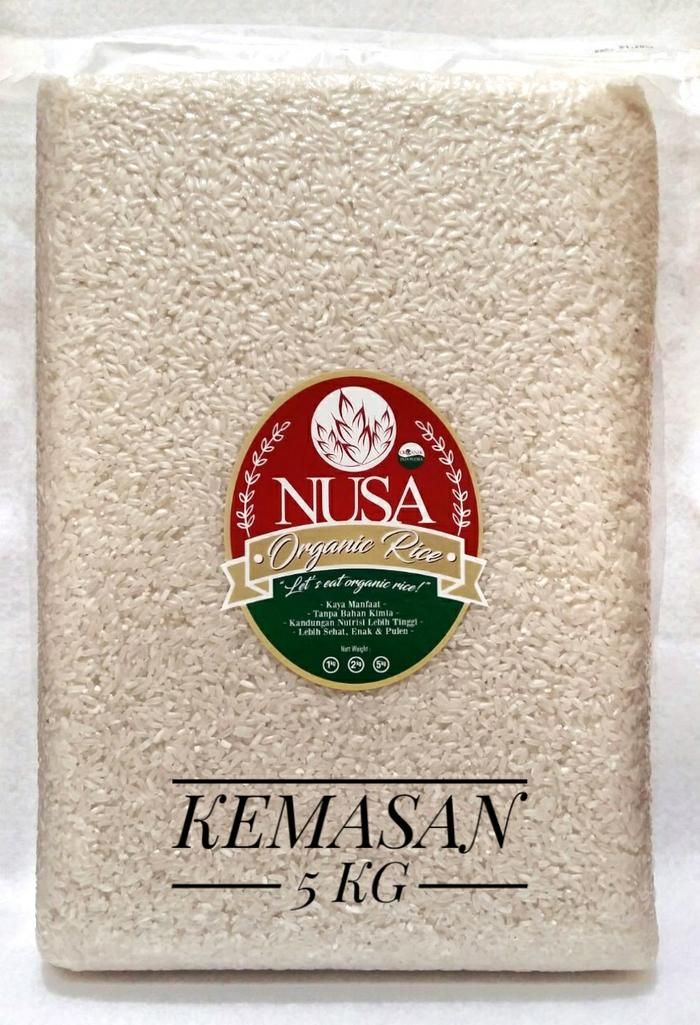 NUSA
Organic Rice
"Let's eat organic rice!"
- Kaya Manfaat -
- Tanpa Bahan Kimia -
- Kandungan Nutrisi Lebih Tinggi -
- Lebih Sehat, Enak & Pulen -
Nett Weight :
1kg 2kg 5kg
KEMASAN
5 KG